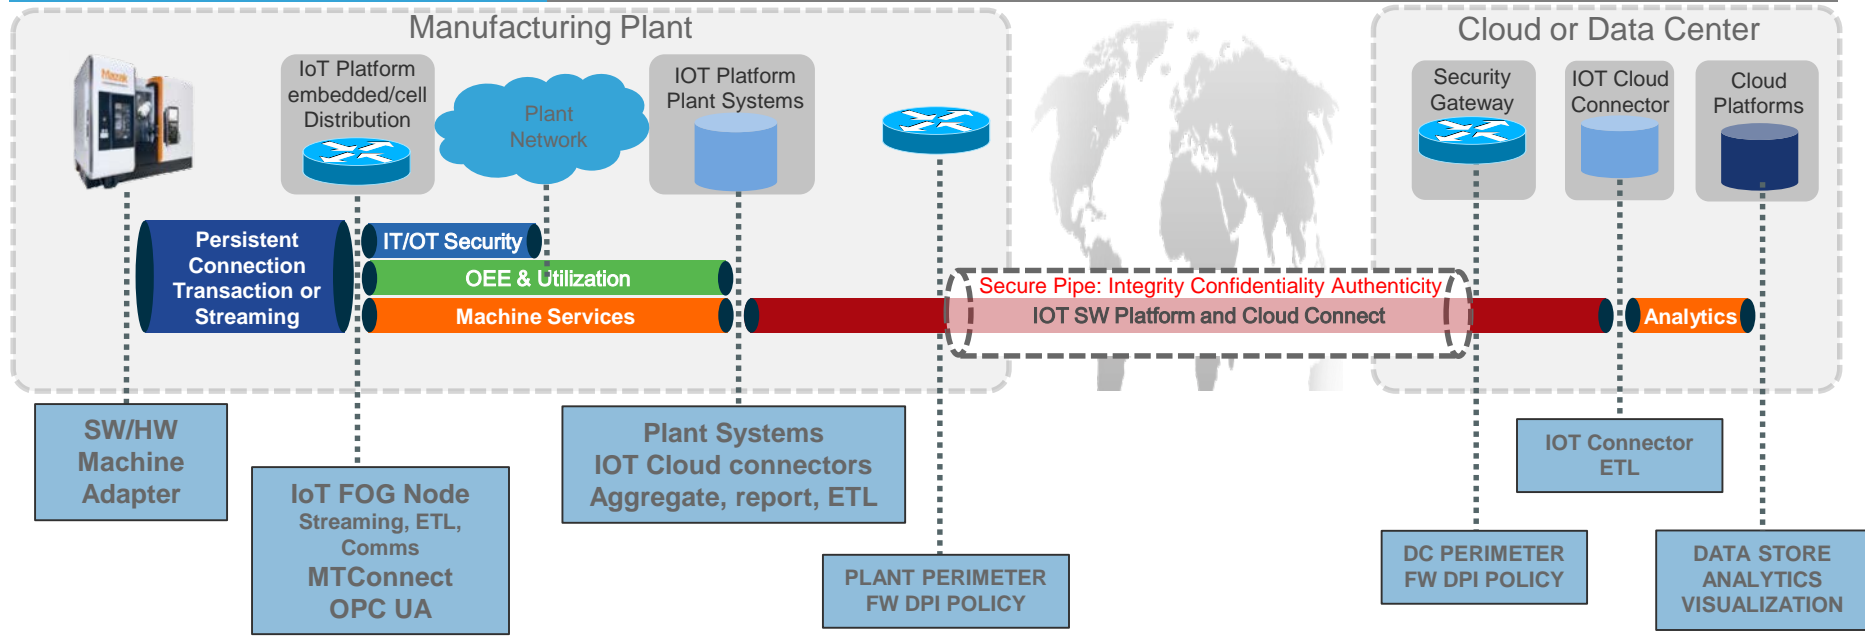 Manufacturing Plant
Cloud or Data Center
Mazak
IoT Platform
embedded/cell
Distribution
Plant
Network
IOT Platform
Plant Systems
Security
Gateway
IOT Cloud
Connector
Cloud
Platforms
Persistent
Connection
Transaction or
Streaming
IT/OT Security
OEE & Utilization
Machine Services
Secure Pipe: Integrity Confidentiality Authenticity
IOT SW Platform and Cloud Connect
Analytics
SW/HW
Machine
Adapter
IoT FOG Node
Streaming, ETL,
Comms
MTConnect
OPC UA
Plant Systems
IOT Cloud connectors
Aggregate, report, ETL
PLANT PERIMETER
FW DPI POLICY
DC PERIMETER
FW DPI POLICY
IOT Connector
ETL
DATA STORE
ANALYTICS
VISUALIZATION